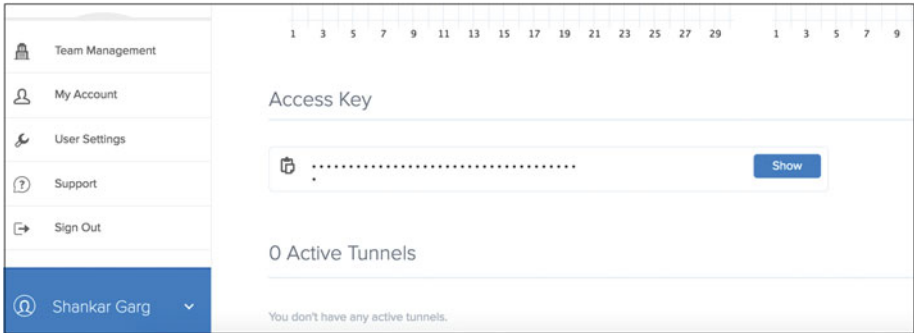 1 3 5 7 9 11 13 15 17 19 21 23 25 27 29 1 3 5 7 9
Team Management
My Account
User Settings
Support
Sign Out
Shankar Garg
Access Key
Show
0 Active Tunnels
You don't have any active tunnels.